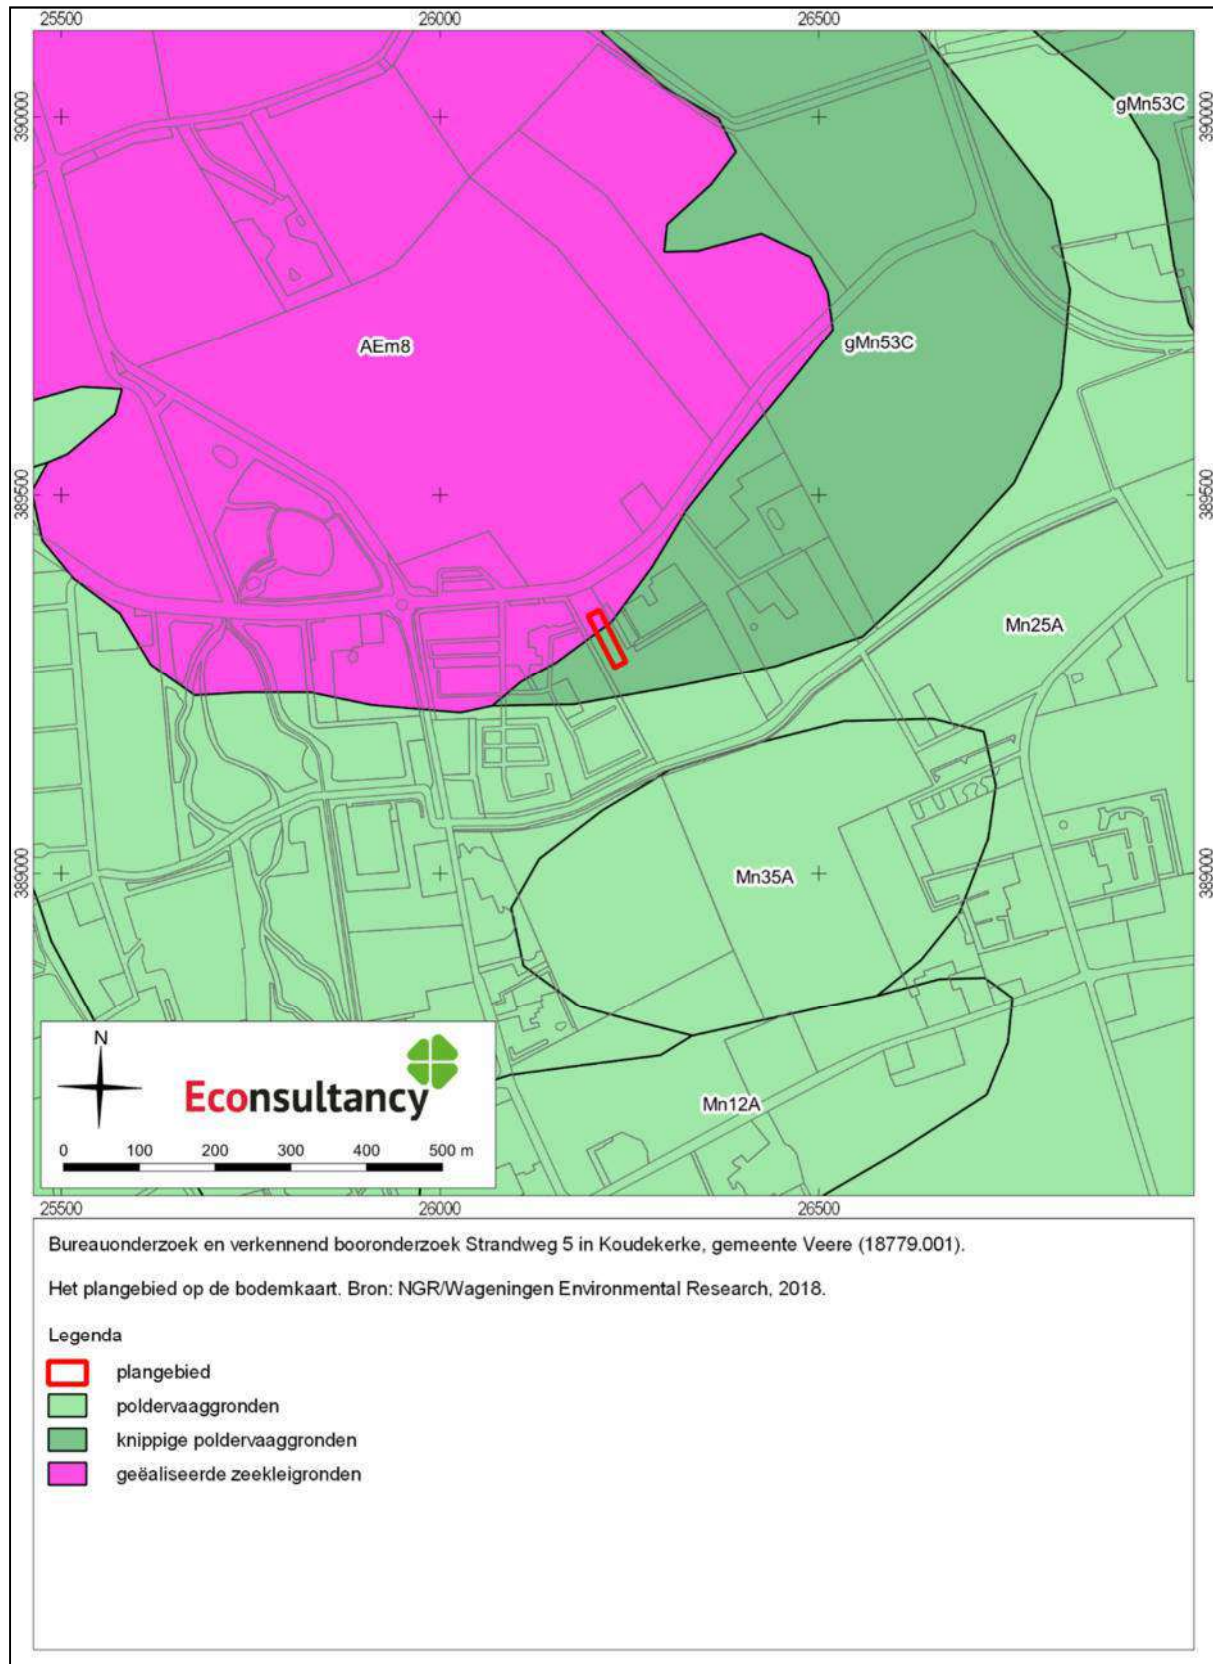 25500 26000 26500
390000 390000
gMn53C
AEm8
gMn53C
389500 389500
Mn25A
Mn35A
389000 389000
Mn12A
N
Econsultancy
0 100 200 300 400 500 m
25500 26000 26500
Bureauonderzoek en verkennend booronderzoek Strandweg 5 in Koudekerke, gemeente Veere (18779.001).
Het plangebied op de bodemkaart. Bron: NGR/Wageningen Environmental Research, 2018.
Legenda
plangebied
poldervaaggronden
knippige poldervaaggronden
geëaliseerde zeekleigronden